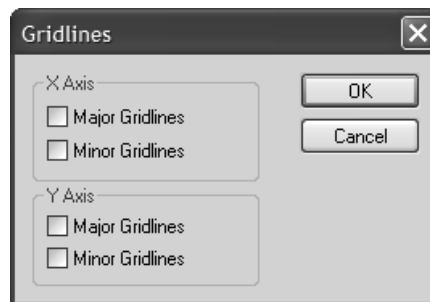 Gridlines
X Axis
Major Gridlines
Minor Gridlines
OK
Cancel
Y Axis
Major Gridlines
Minor Gridlines